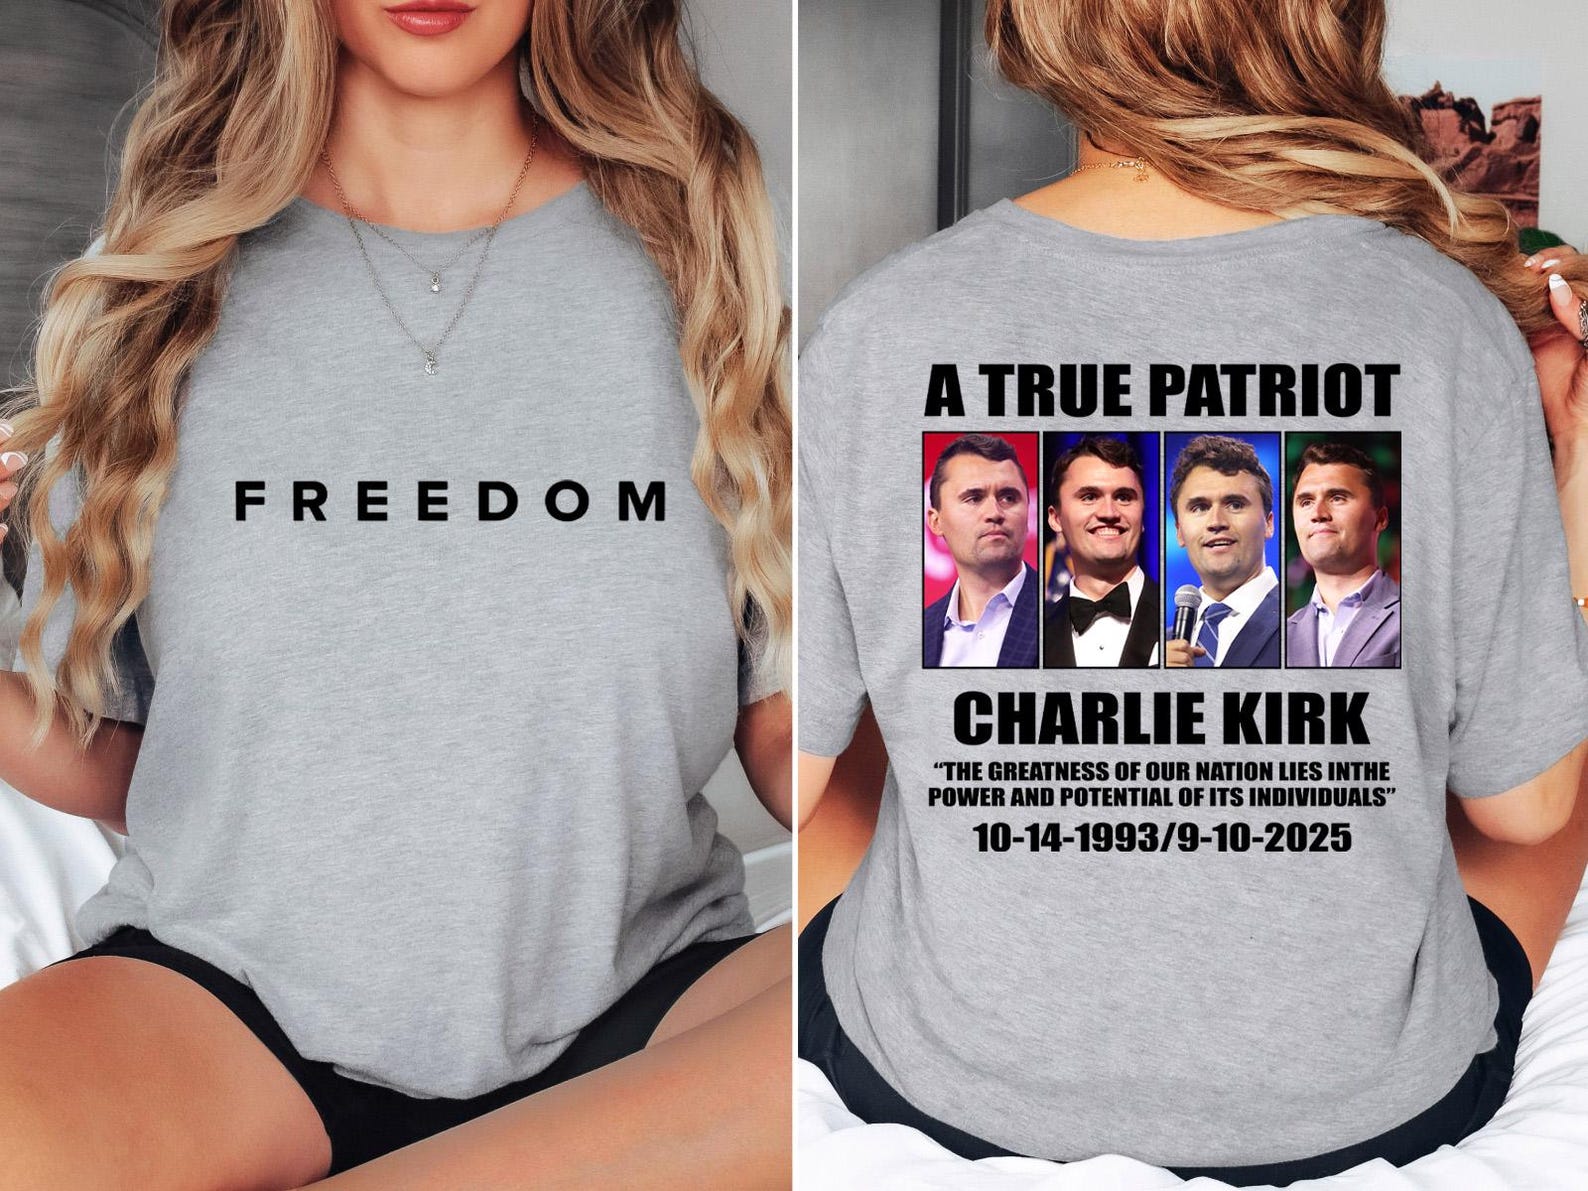 FREEDOM
A TRUE PATRIOT
CHARLIE KIRK
“THE GREATNESS OF OUR NATION LIES INTHE
POWER AND POTENTIAL OF ITS INDIVIDUALS”
10-14-1993/9-10-2025